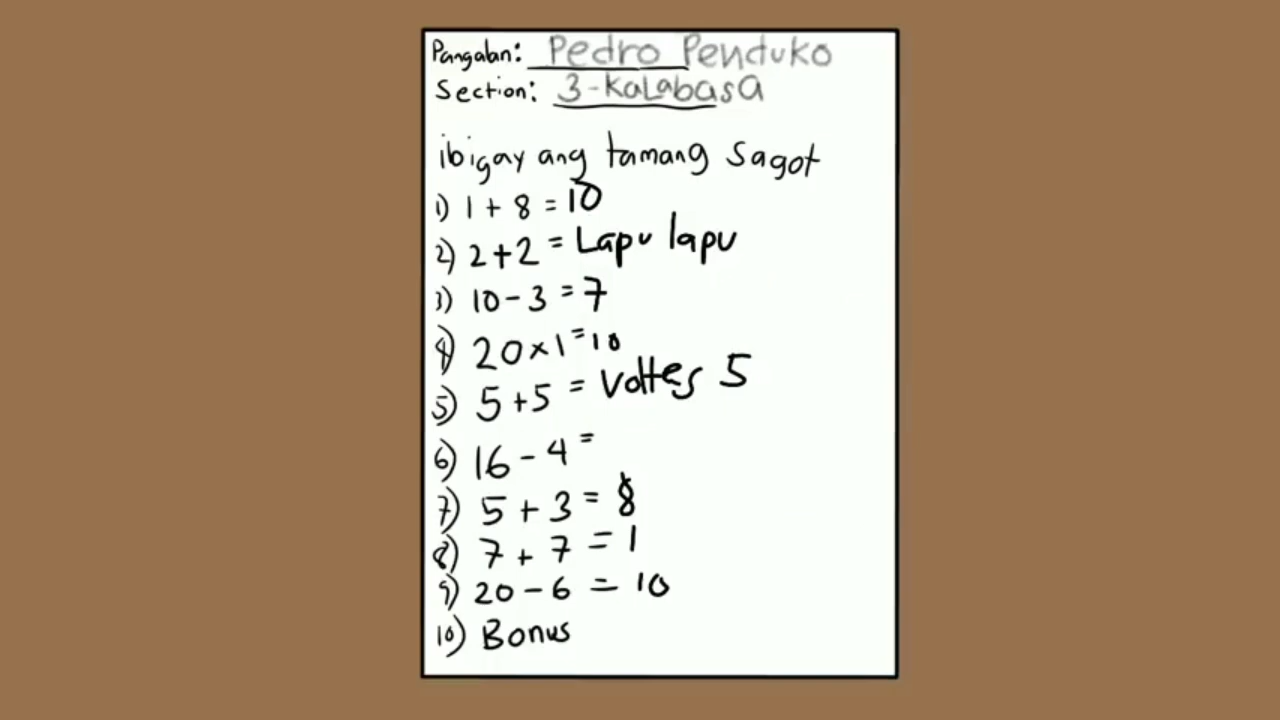 Pangalan: Pedro Penduko
Section: 3-Kalabasa
ibigay ang tamang sagot
1) 1 + 8 = 10
2) 2+2 = Lapu lapu
3) 10 - 3 = 7
4) 20 x 1 = 10
5) 5 +5 = Voltes 5
6) 16 - 4 =
7) 5 + 3 = 8
8) 7 + 7 = 1
9) 20 - 6 = 10
10) Bonus